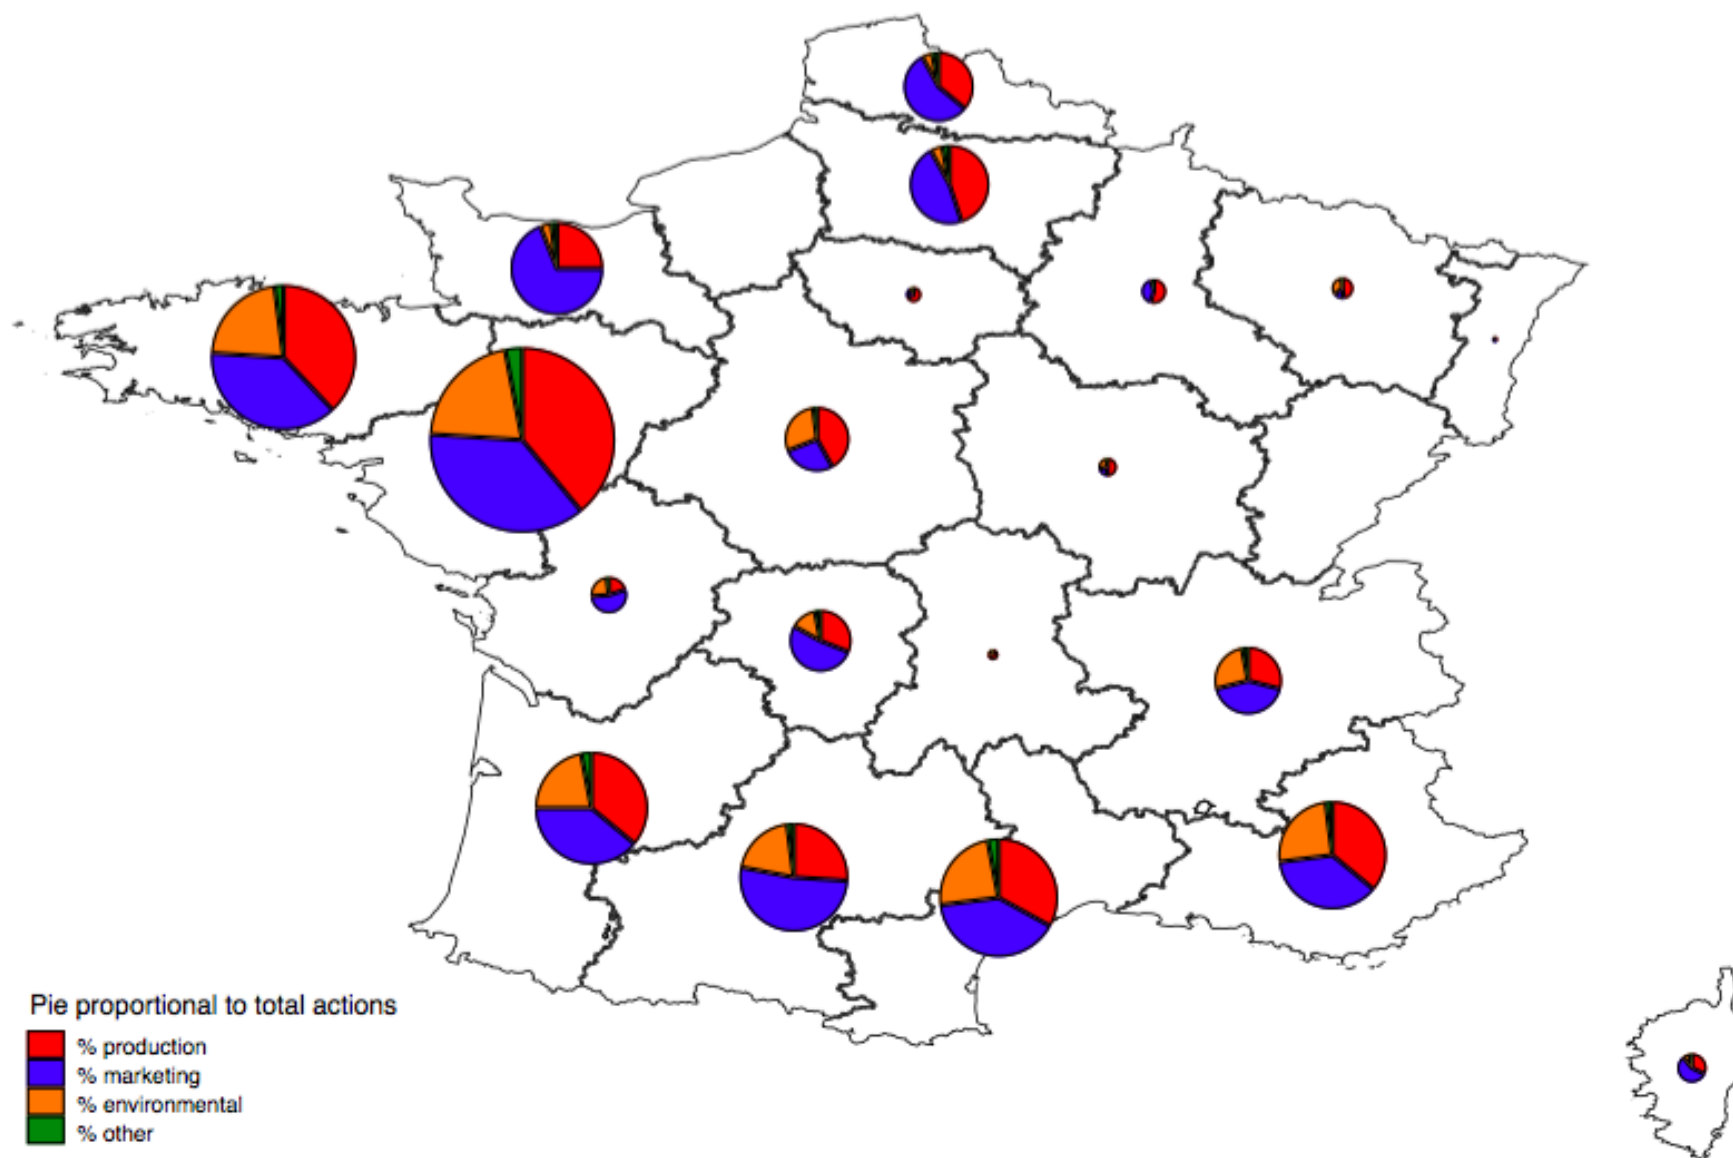 Pie proportional to total actions
% production
% marketing
% environmental
% other